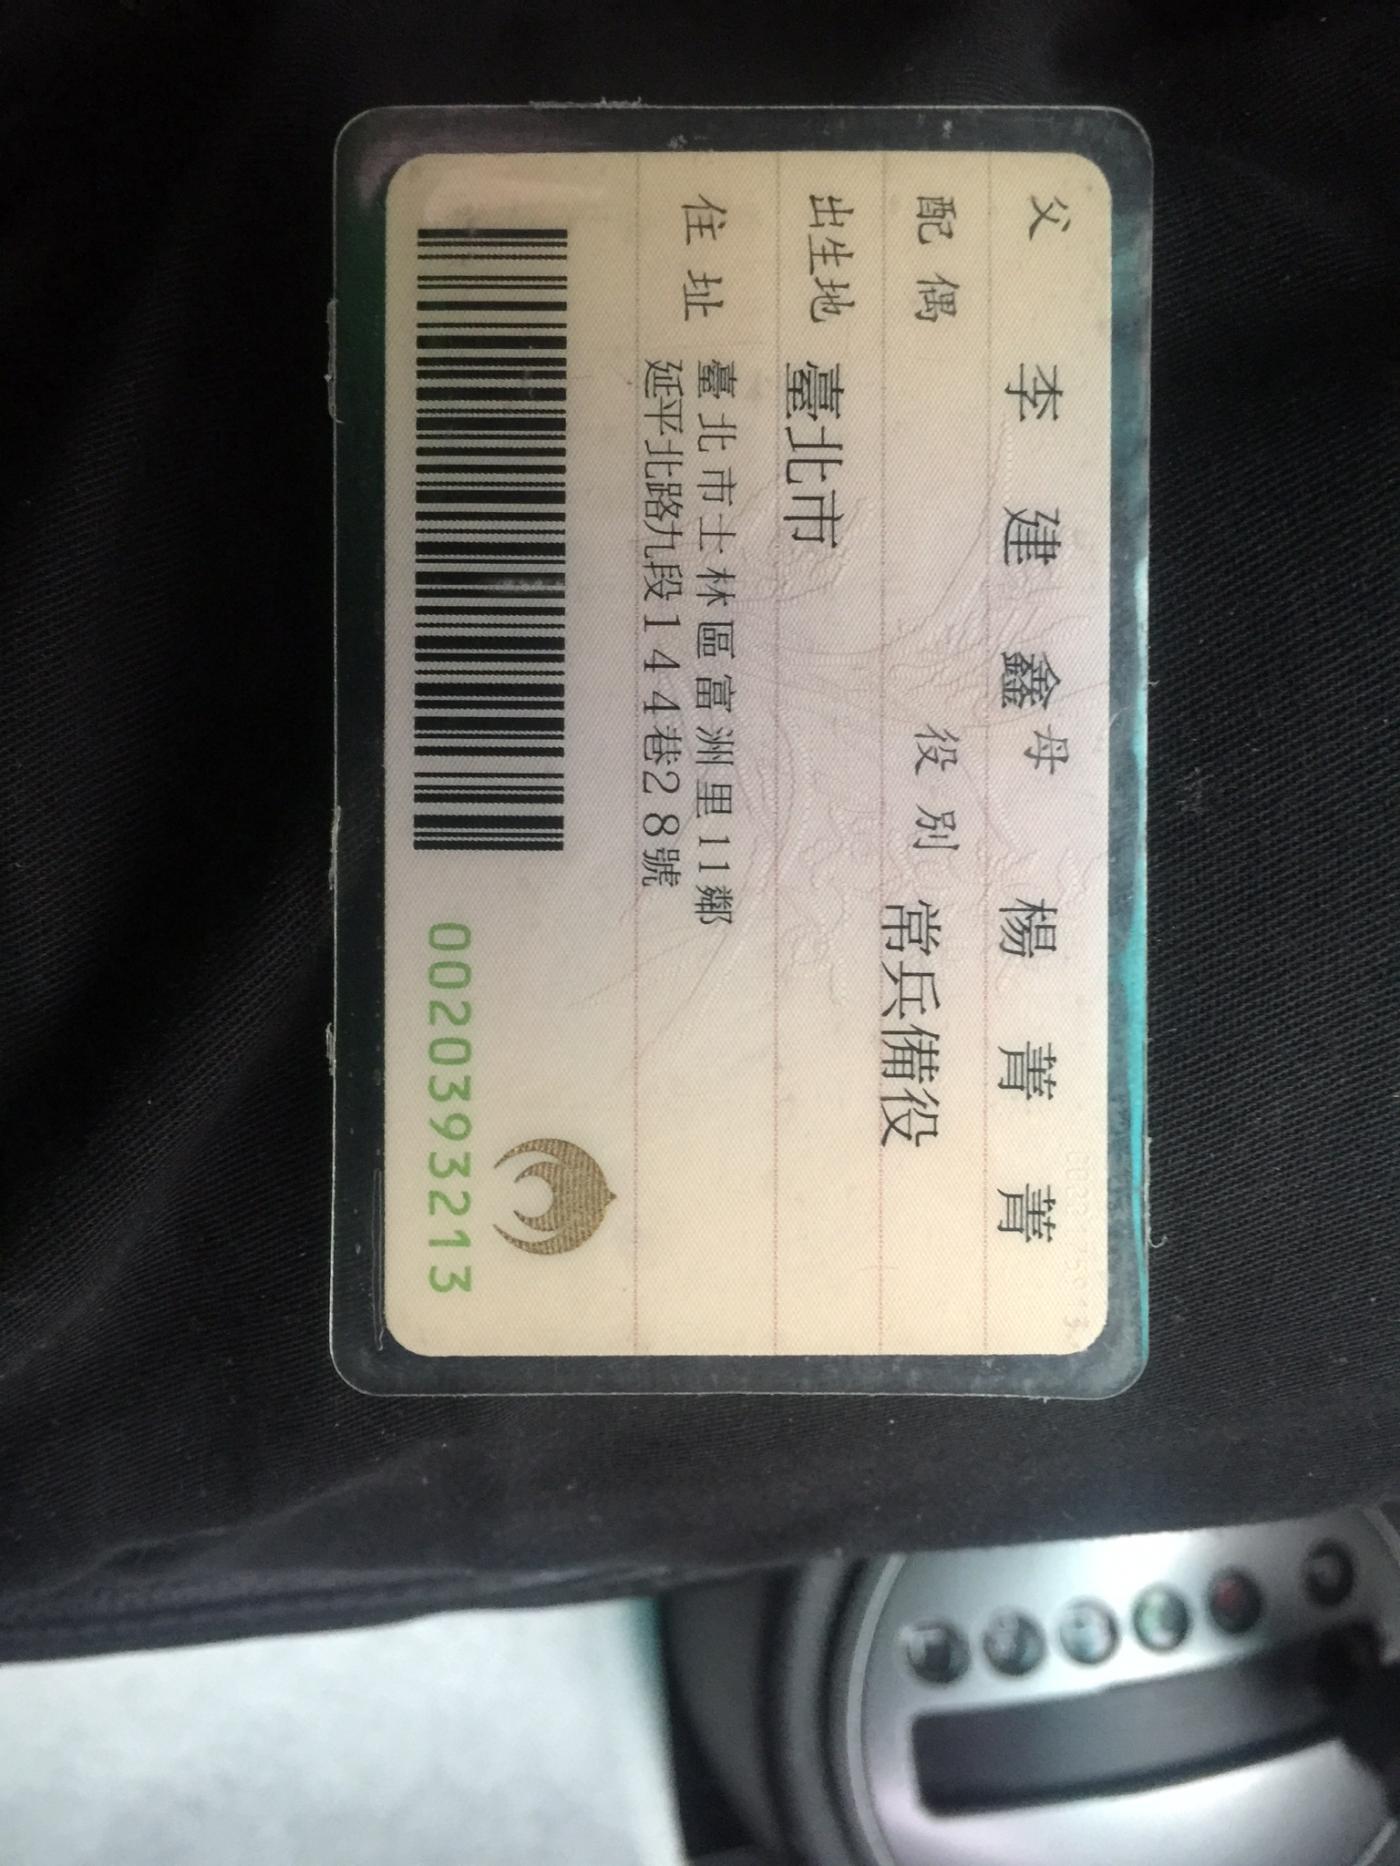 父 李建鑫 母 楊菁菁
配偶 役別 常兵備役
出生地 臺北市
住址 臺北市士林區富洲里11鄰
延平北路九段144巷28號
0020393213